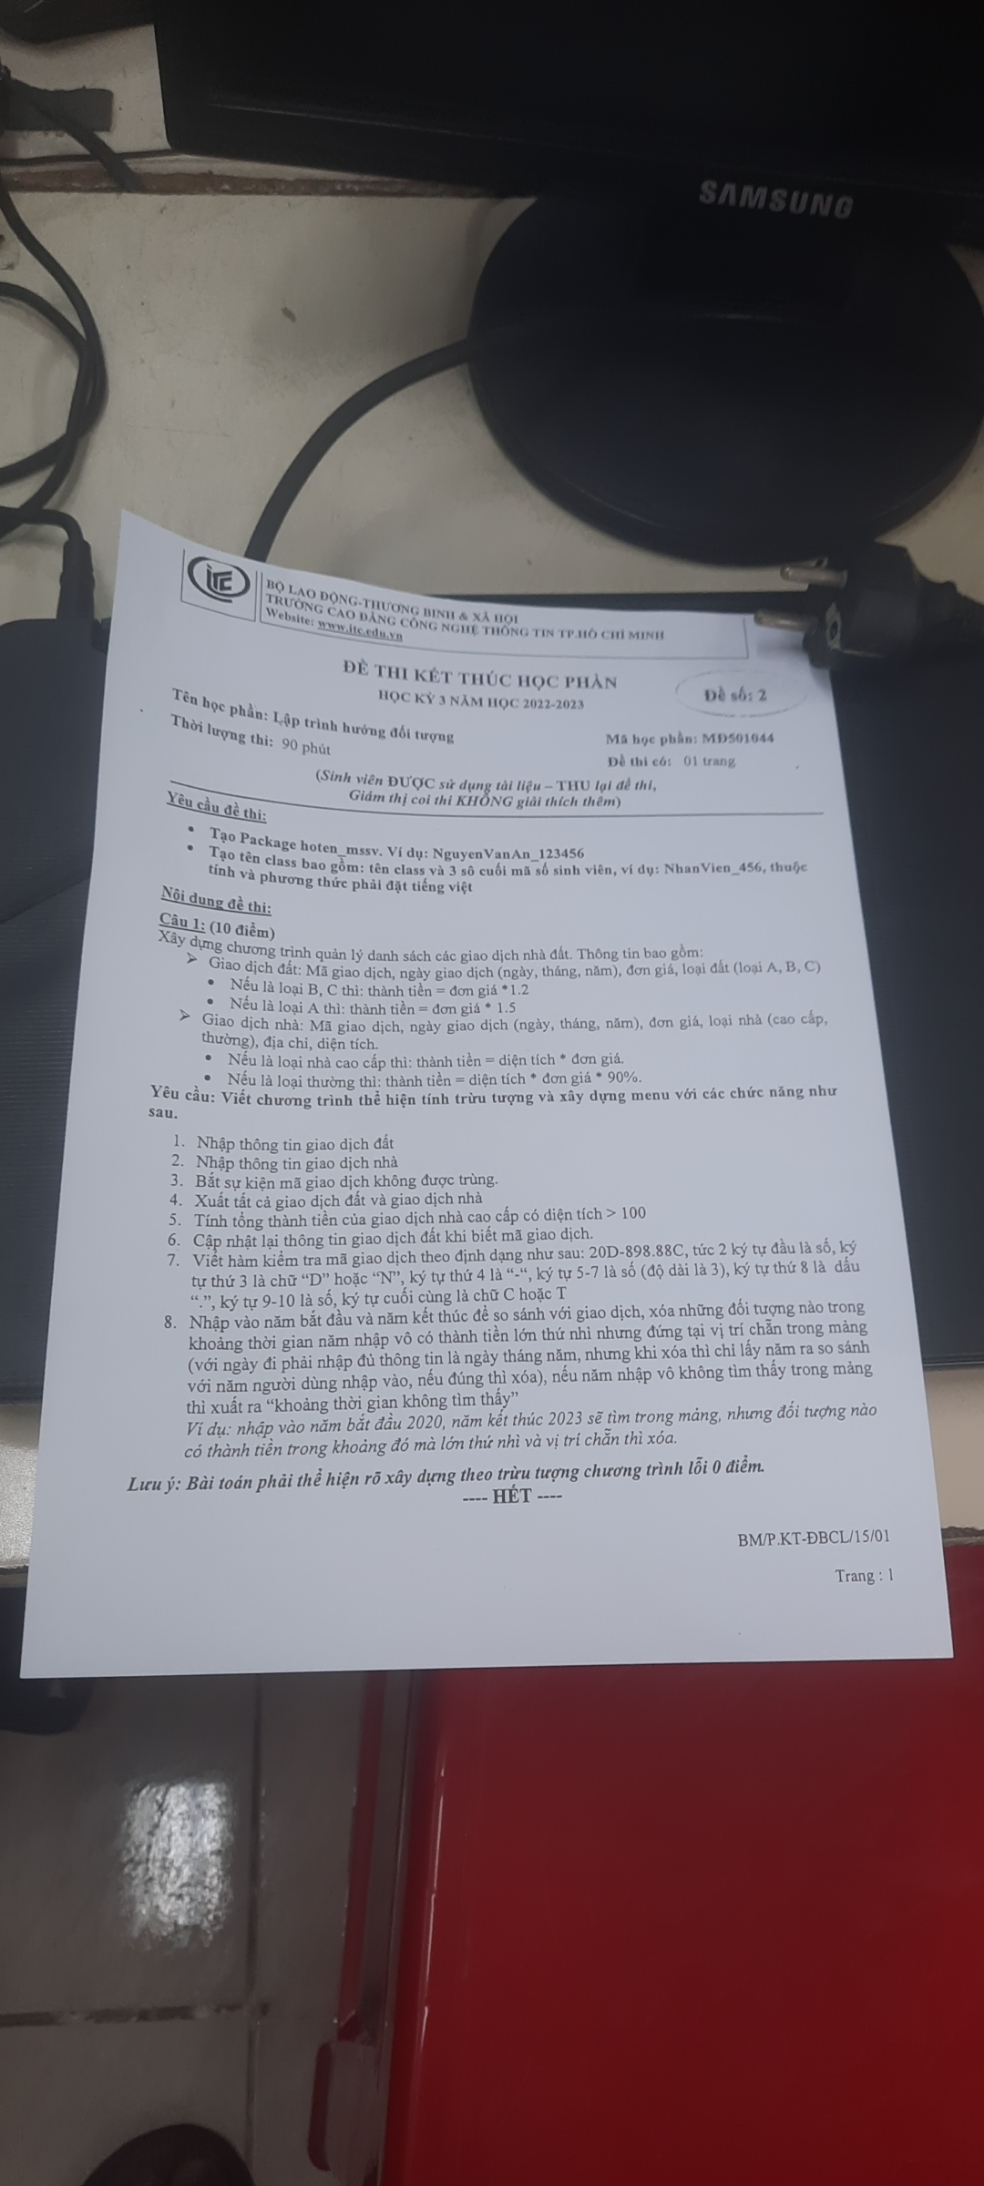 SAMSUNG
ITC
BỘ LAO ĐỘNG-THƯƠNG BINH & XÃ HỘI
TRƯỜNG CAO ĐẲNG CÔNG NGHỆ THÔNG TIN TP.HỒ CHÍ MINH
Website: www.itc.edu.vn
ĐỀ THI KẾT THÚC HỌC PHẦN
HỌC KỲ 3 NĂM HỌC 2022-2023
Đề số: 2
Tên học phần: Lập trình hướng đối tượng
Mã học phần: MĐ501044
Thời lượng thi: 90 phút
Đề thi có: 01 trang
(Sinh viên ĐƯỢC sử dụng tài liệu – THU lại đề thi,
Giám thị coi thi KHÔNG giải thích thêm)
Yêu cầu đề thi:
• Tạo Package hoten_mssv. Ví dụ: NguyenVanAn_123456
• Tạo tên class bao gồm: tên class và 3 số cuối mã số sinh viên, ví dụ: NhanVien_456, thuộc
tính và phương thức phải đặt tiếng việt
Nội dung đề thi:
Câu 1: (10 điểm)
Xây dựng chương trình quản lý danh sách các giao dịch nhà đất. Thông tin bao gồm:
➢ Giao dịch đất: Mã giao dịch, ngày giao dịch (ngày, tháng, năm), đơn giá, loại đất (loại A, B, C)
• Nếu là loại B, C thì: thành tiền = đơn giá *1.2
• Nếu là loại A thì: thành tiền = đơn giá * 1.5
➢ Giao dịch nhà: Mã giao dịch, ngày giao dịch (ngày, tháng, năm), đơn giá, loại nhà (cao cấp,
thường), địa chỉ, diện tích.
• Nếu là loại nhà cao cấp thì: thành tiền = diện tích * đơn giá.
• Nếu là loại thường thì: thành tiền = diện tích * đơn giá * 90%.
Yêu cầu: Viết chương trình thể hiện tính trừu tượng và xây dựng menu với các chức năng như
sau.
1. Nhập thông tin giao dịch đất
2. Nhập thông tin giao dịch nhà
3. Bắt sự kiện mã giao dịch không được trùng.
4. Xuất tất cả giao dịch đất và giao dịch nhà
5. Tính tổng thành tiền của giao dịch nhà cao cấp có diện tích > 100
6. Cập nhật lại thông tin giao dịch đất khi biết mã giao dịch.
7. Viết hàm kiểm tra mã giao dịch theo định dạng như sau: 20D-898.88C, tức 2 ký tự đầu là số, ký
tự thứ 3 là chữ “D” hoặc “N”, ký tự thứ 4 là “-“, ký tự 5-7 là số (độ dài là 3), ký tự thứ 8 là dấu
“.”, ký tự 9-10 là số, ký tự cuối cùng là chữ C hoặc T
8. Nhập vào năm bắt đầu và năm kết thúc để so sánh với giao dịch, xóa những đối tượng nào trong
khoảng thời gian năm nhập vô có thành tiền lớn thứ nhì nhưng đứng tại vị trí chẵn trong mảng
(với ngày đi phải nhập đủ thông tin là ngày tháng năm, nhưng khi xóa thì chỉ lấy năm ra so sánh
với năm người dùng nhập vào, nếu đúng thì xóa), nếu năm nhập vô không tìm thấy trong mảng
thì xuất ra “khoảng thời gian không tìm thấy”
Ví dụ: nhập vào năm bắt đầu 2020, năm kết thúc 2023 sẽ tìm trong mảng, nhưng đối tượng nào
có thành tiền trong khoảng đó mà lớn thứ nhì và vị trí chẵn thì xóa.
Lưu ý: Bài toán phải thể hiện rõ xây dựng theo trừu tượng chương trình lỗi 0 điểm.
---- HẾT ----
BM/P.KT-ĐBCL/15/01
Trang : 1